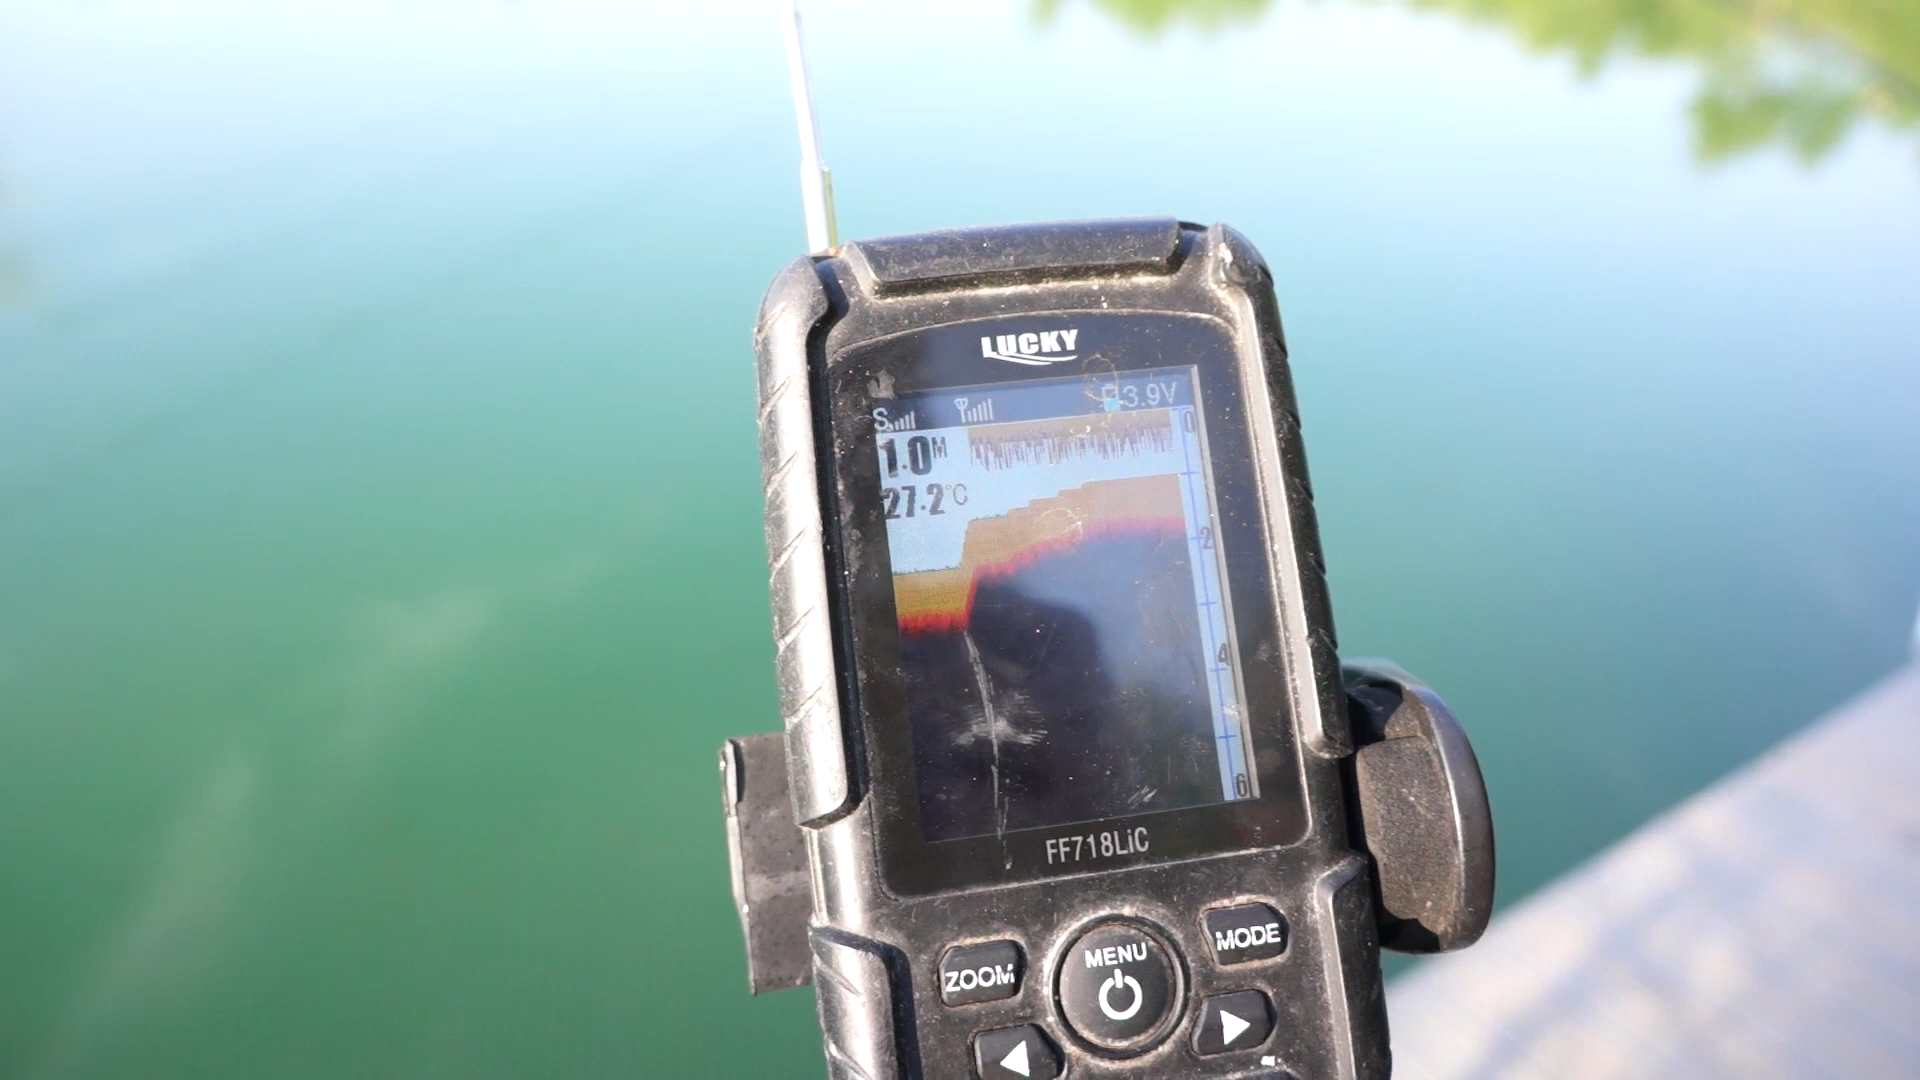 LUCKY
S 3.9V
1.0M
27.2°C
0
2
4
6
FF718LiC
ZOOM
MENU
MODE